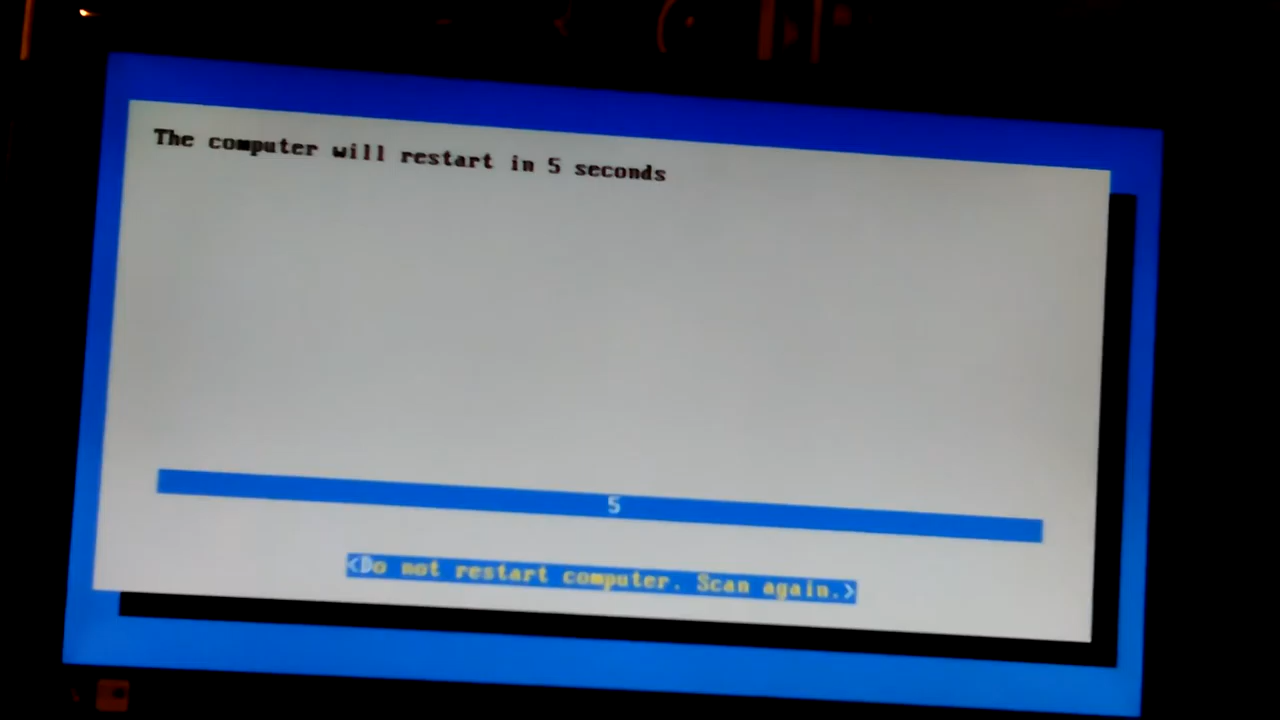 The computer will restart in 5 seconds
5
<Do not restart computer. Scan again.>